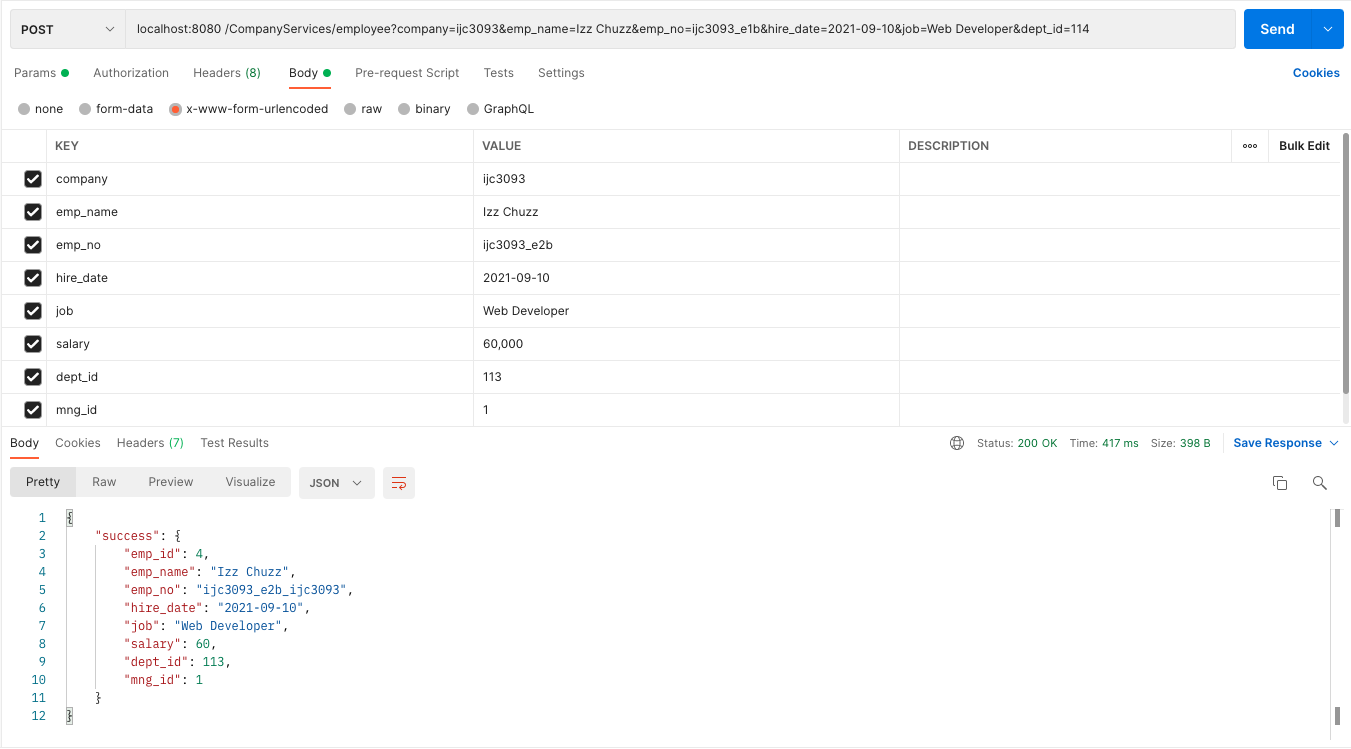 POST localhost:8080 /CompanyServices/employee?company=ijc3093&emp_name=Izz Chuzz&emp_no=ijc3093_e1b&hire_date=2021-09-10&job=Web Developer&dept_id=114 Send
Params Authorization Headers (8) Body Pre-request Script Tests Settings Cookies
none form-data x-www-form-urlencoded raw binary GraphQL
KEY VALUE DESCRIPTION ooo Bulk Edit
company ijc3093
emp_name Izz Chuzz
emp_no ijc3093_e2b
hire_date 2021-09-10
job Web Developer
salary 60,000
dept_id 113
mng_id 1
Body Cookies Headers (7) Test Results Status: 200 OK Time: 417 ms Size: 398 B Save Response
Pretty Raw Preview Visualize JSON
1 {
2 "success": {
3 "emp_id": 4,
4 "emp_name": "Izz Chuzz",
5 "emp_no": "ijc3093_e2b_ijc3093",
6 "hire_date": "2021-09-10",
7 "job": "Web Developer",
8 "salary": 60,
9 "dept_id": 113,
10 "mng_id": 1
11 }
12 }